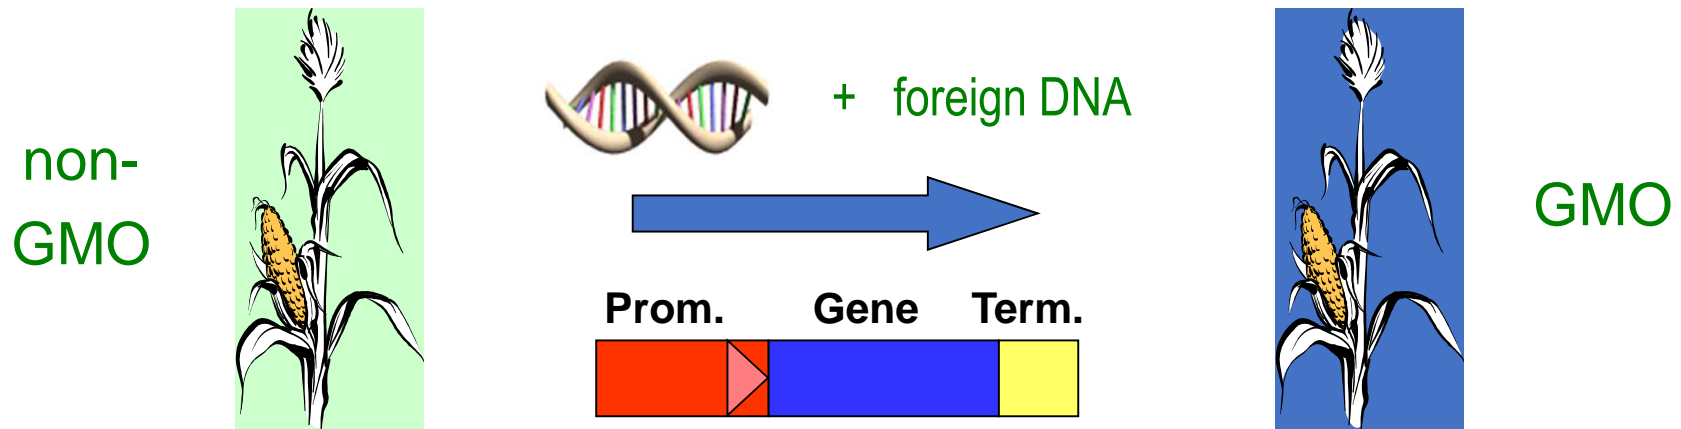 non-
GMO
+ foreign DNA
Prom. Gene Term.
GMO